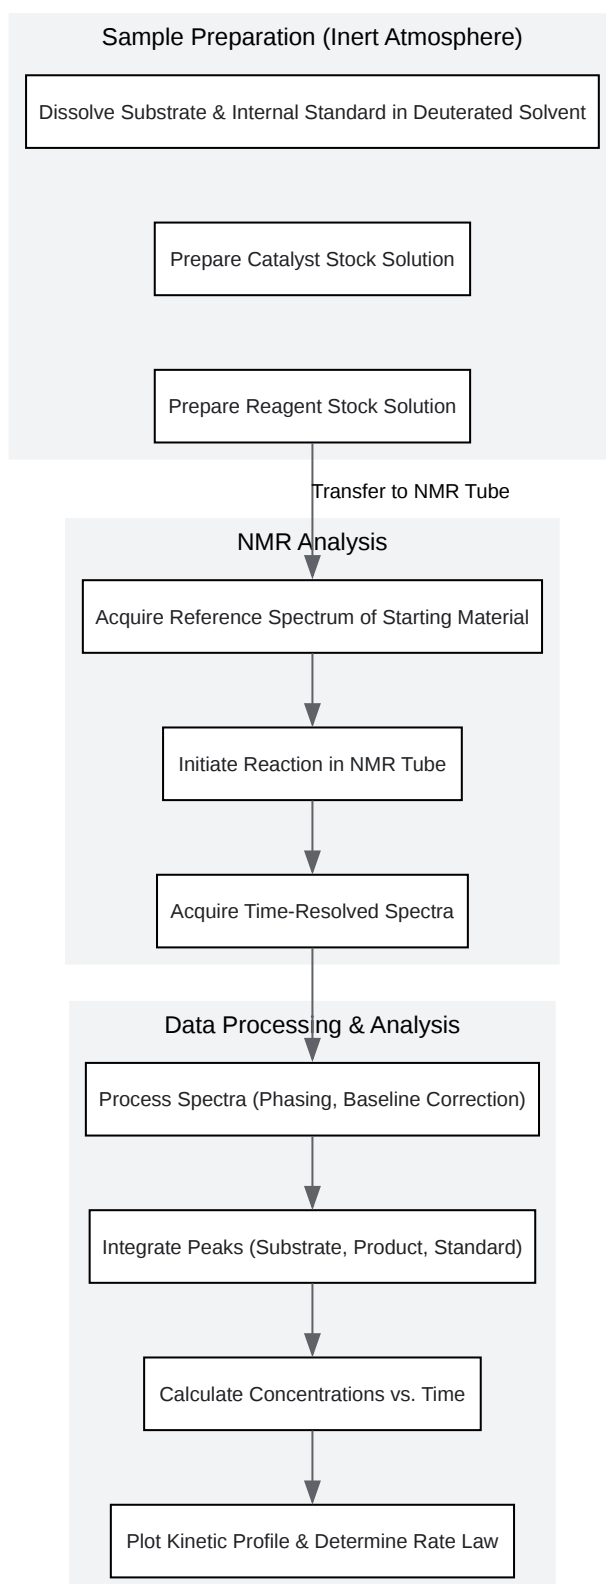 Sample Preparation (Inert Atmosphere)
Dissolve Substrate & Internal Standard in Deuterated Solvent
Prepare Catalyst Stock Solution
Prepare Reagent Stock Solution
Transfer to NMR Tube
NMR Analysis
Acquire Reference Spectrum of Starting Material
Initiate Reaction in NMR Tube
Acquire Time-Resolved Spectra
Data Processing & Analysis
Process Spectra (Phasing, Baseline Correction)
Integrate Peaks (Substrate, Product, Standard)
Calculate Concentrations vs. Time
Plot Kinetic Profile & Determine Rate Law